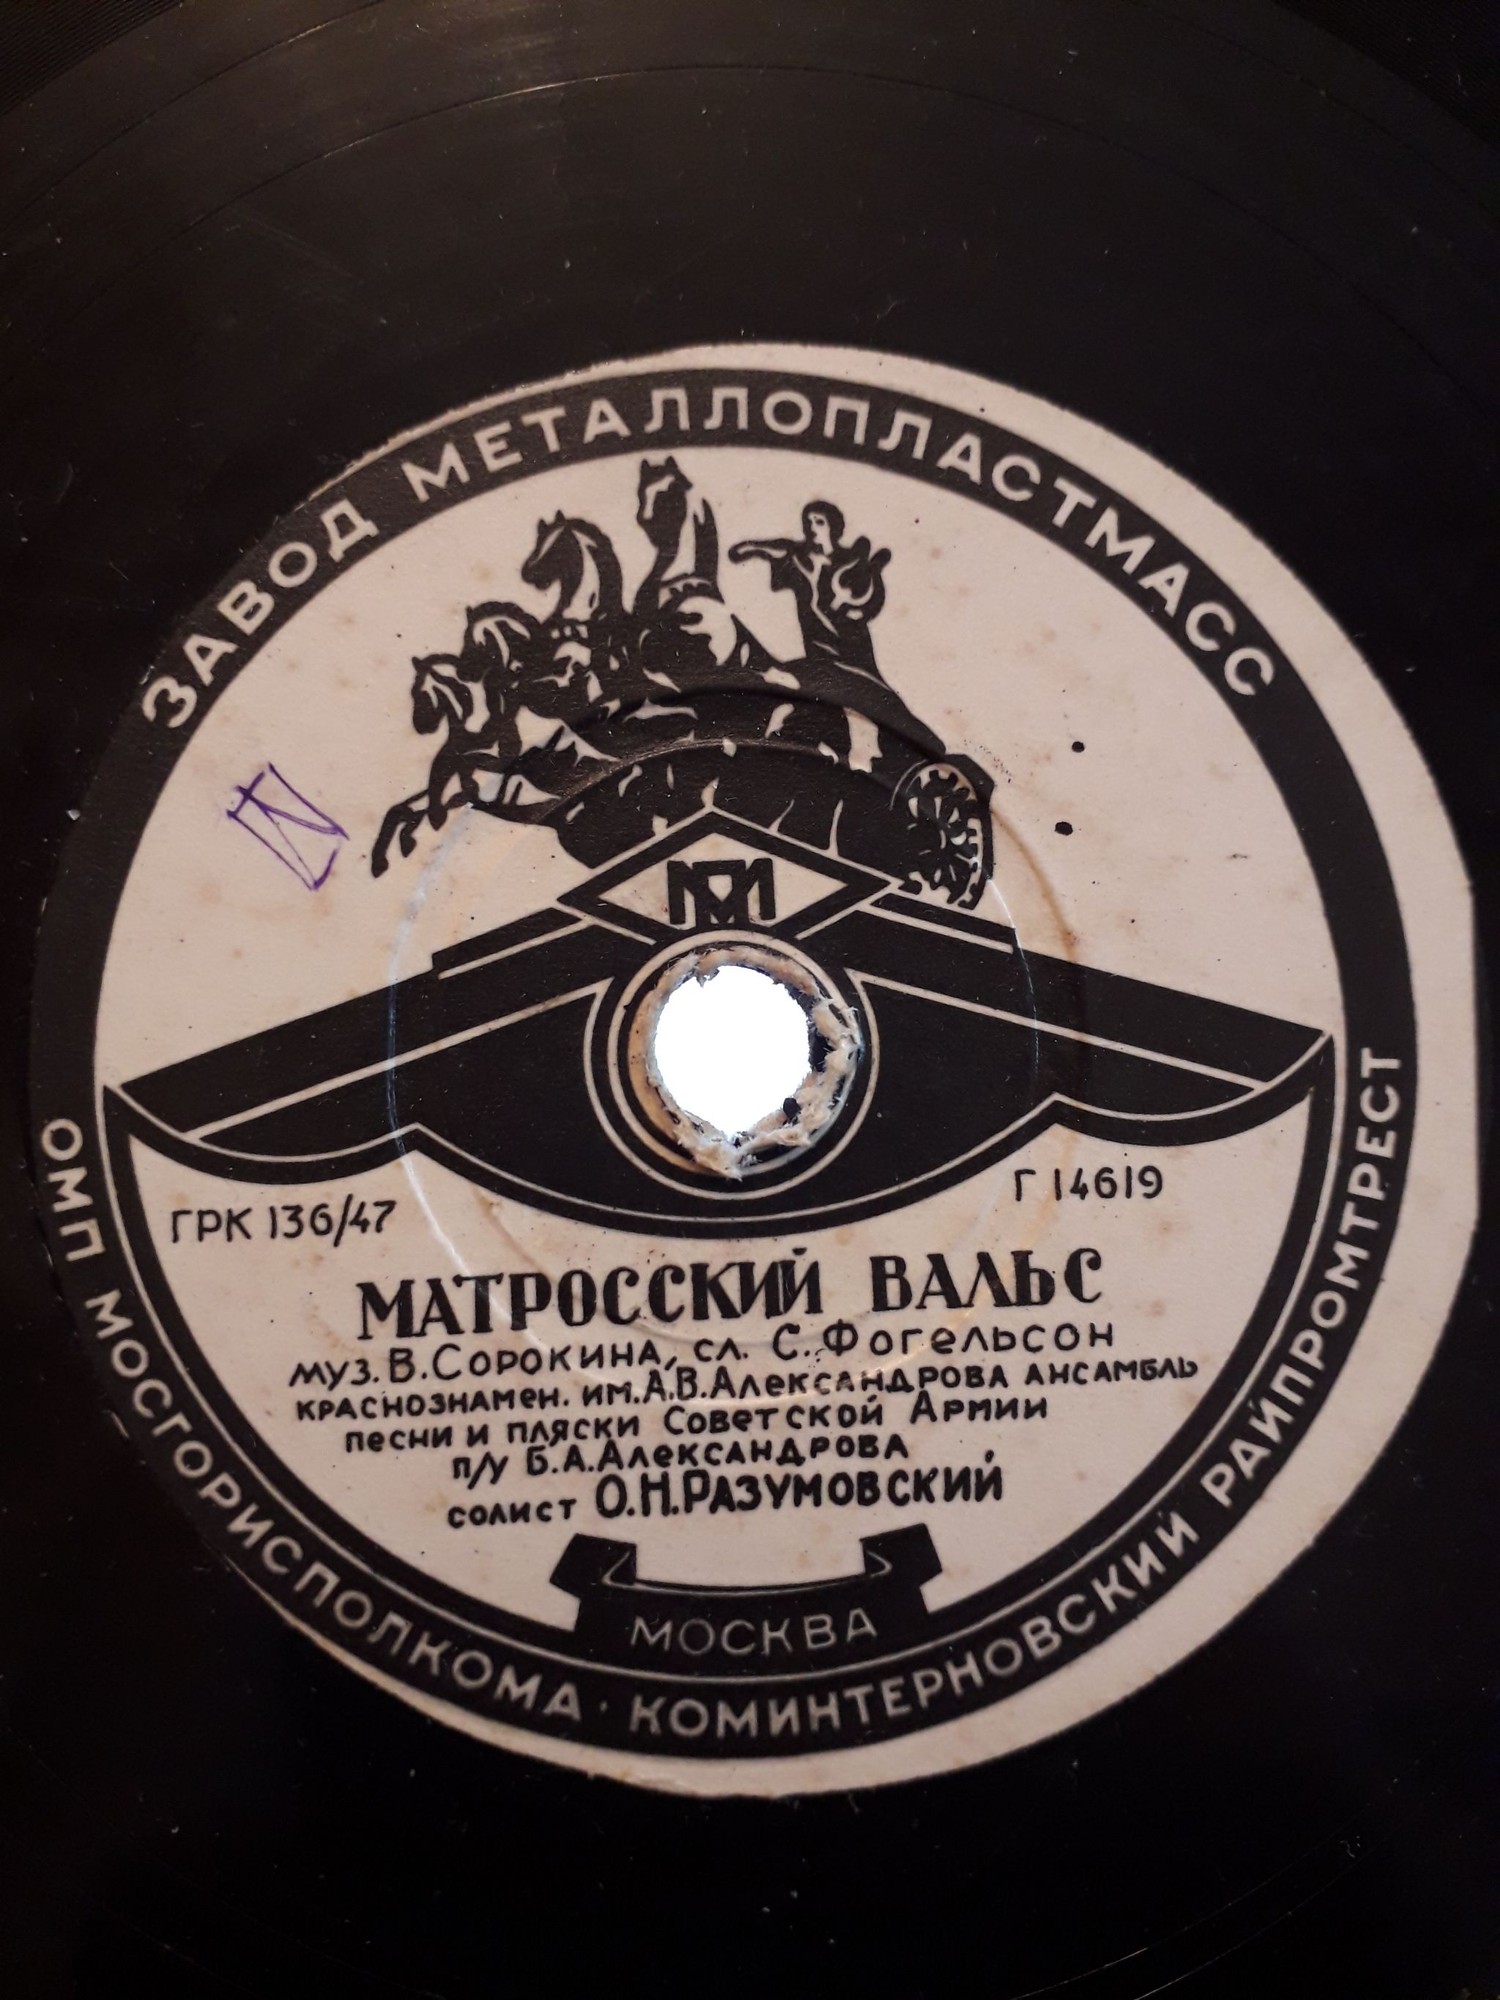 ЗАВОД МЕТАЛЛОПЛАСТМАСС
МП
ГРК 136/47
Г 14619
МАТРОССКИЙ ВАЛЬС
муз. В. Сорокина, сл. С. Фогельсон
краснознамен. им. А.В. Александрова ансамбль
песни и пляски Советской Армии
п/у Б.А. Александрова
солист О.Н. Разумовский
МОСКВА
ОМП МОСГОРИСПОЛКОМА · КОМИНТЕРНОВСКИЙ РАЙПРОМТРЕСТ